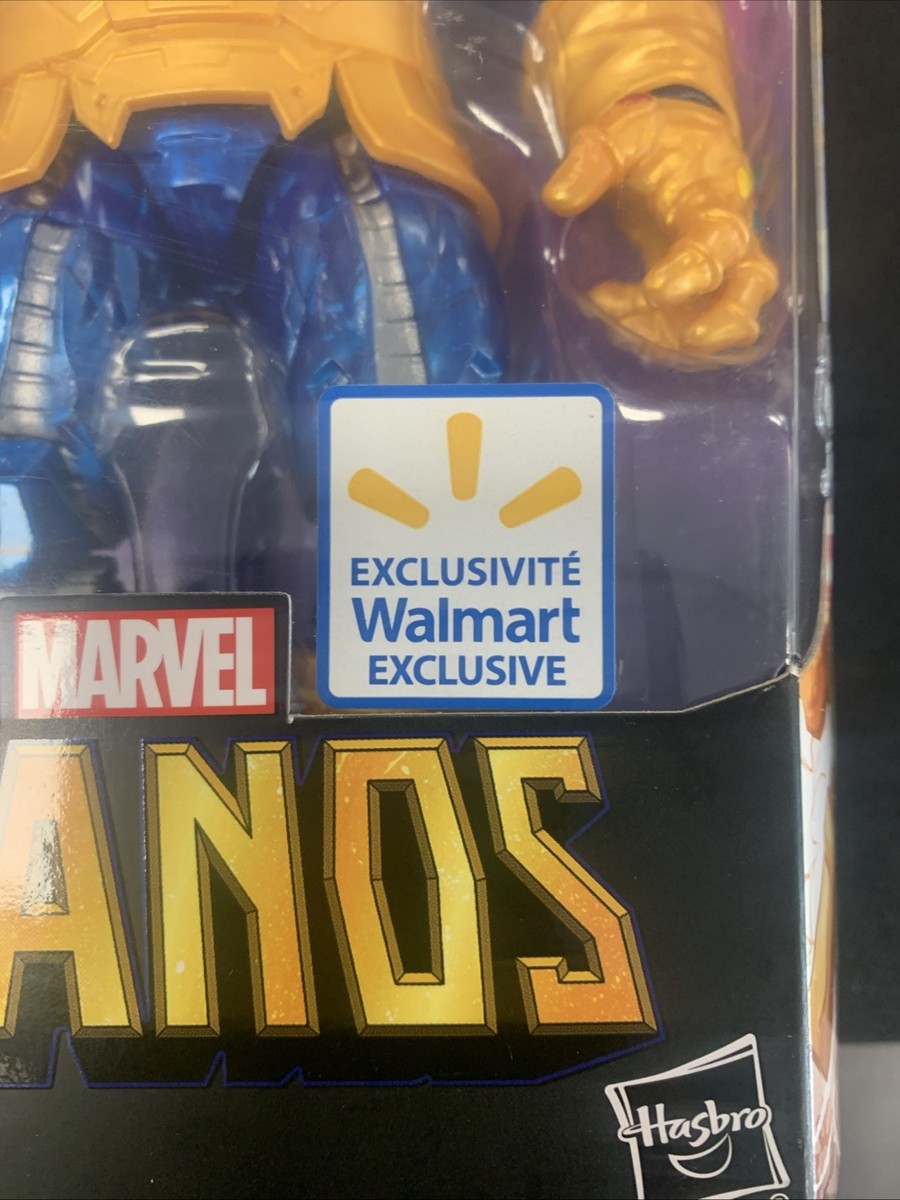 EXCLUSIVITÉ
Walmart
EXCLUSIVE
MARVEL
ANOS
Hasbro
®